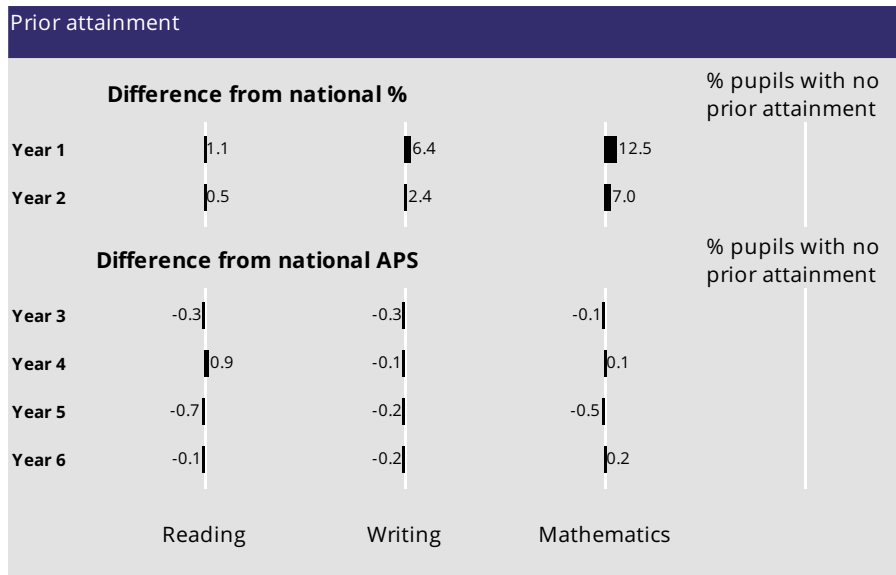 Prior attainment
Difference from national %
% pupils with no
prior attainment
Year 1 1.1 6.4 12.5
Year 2 0.5 2.4 7.0
Difference from national APS
% pupils with no
prior attainment
Year 3 -0.3 -0.3 -0.1
Year 4 0.9 -0.1 0.1
Year 5 -0.7 -0.2 -0.5
Year 6 -0.1 -0.2 0.2
Reading Writing Mathematics